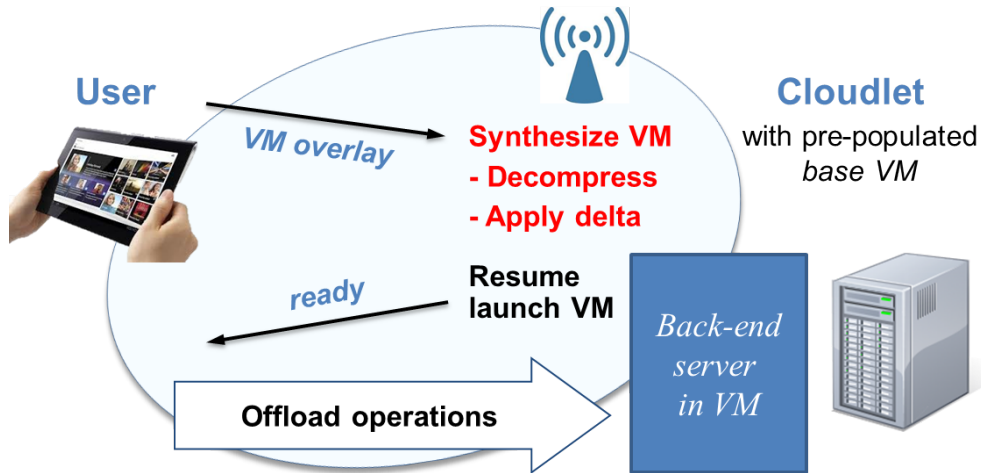 User
VM overlay
Synthesize VM
- Decompress
- Apply delta
Cloudlet
with pre-populated
base VM
ready
Resume
launch VM
Back-end
server
in VM
Offload operations